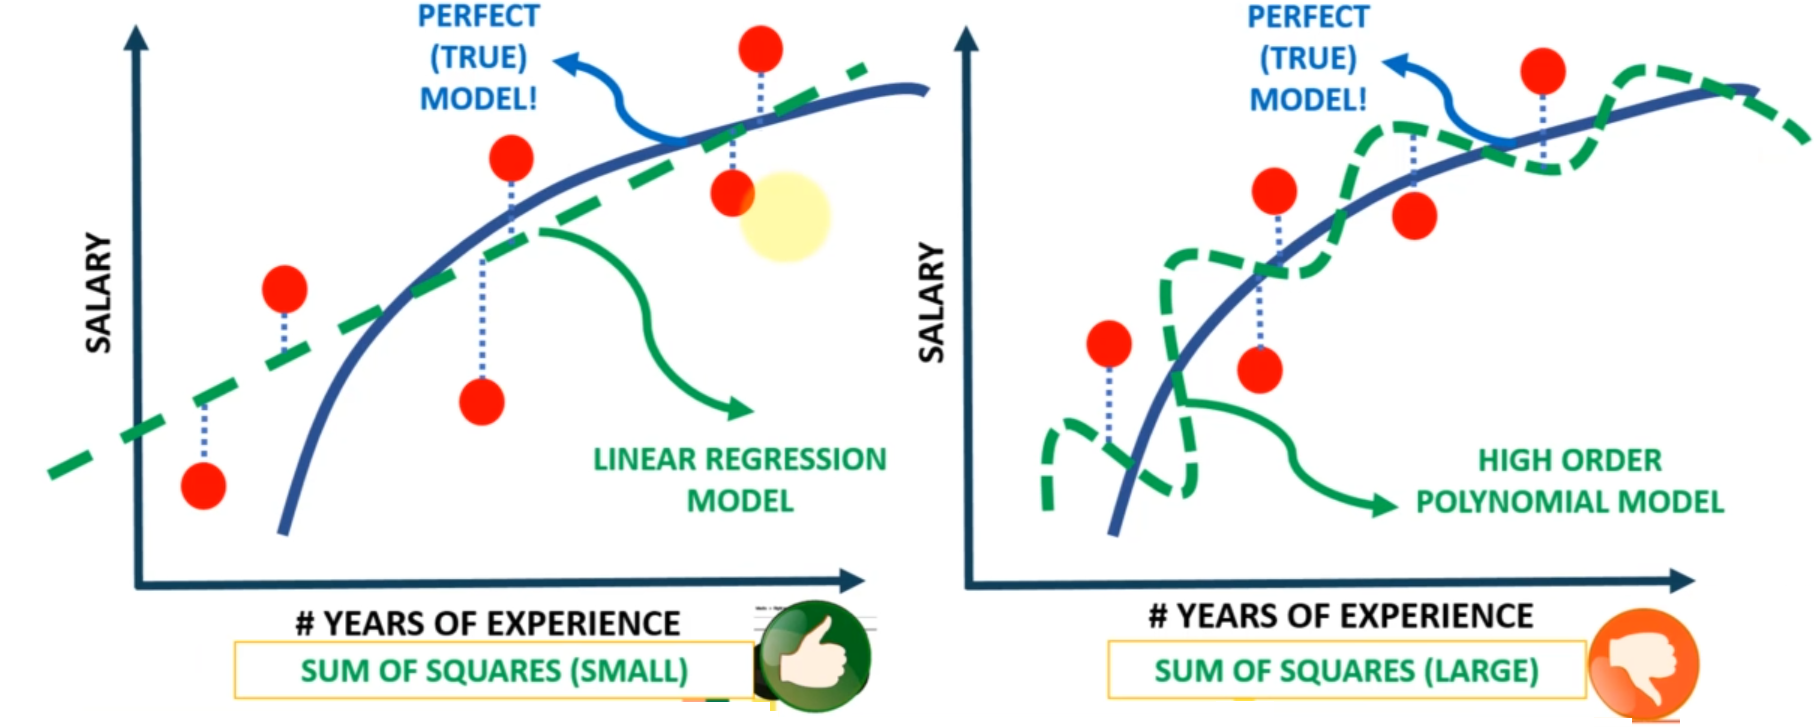 PERFECT
(TRUE)
MODEL!
SALARY
LINEAR REGRESSION
MODEL
# YEARS OF EXPERIENCE
SUM OF SQUARES (SMALL)
PERFECT
(TRUE)
MODEL!
SALARY
HIGH ORDER
POLYNOMIAL MODEL
# YEARS OF EXPERIENCE
SUM OF SQUARES (LARGE)